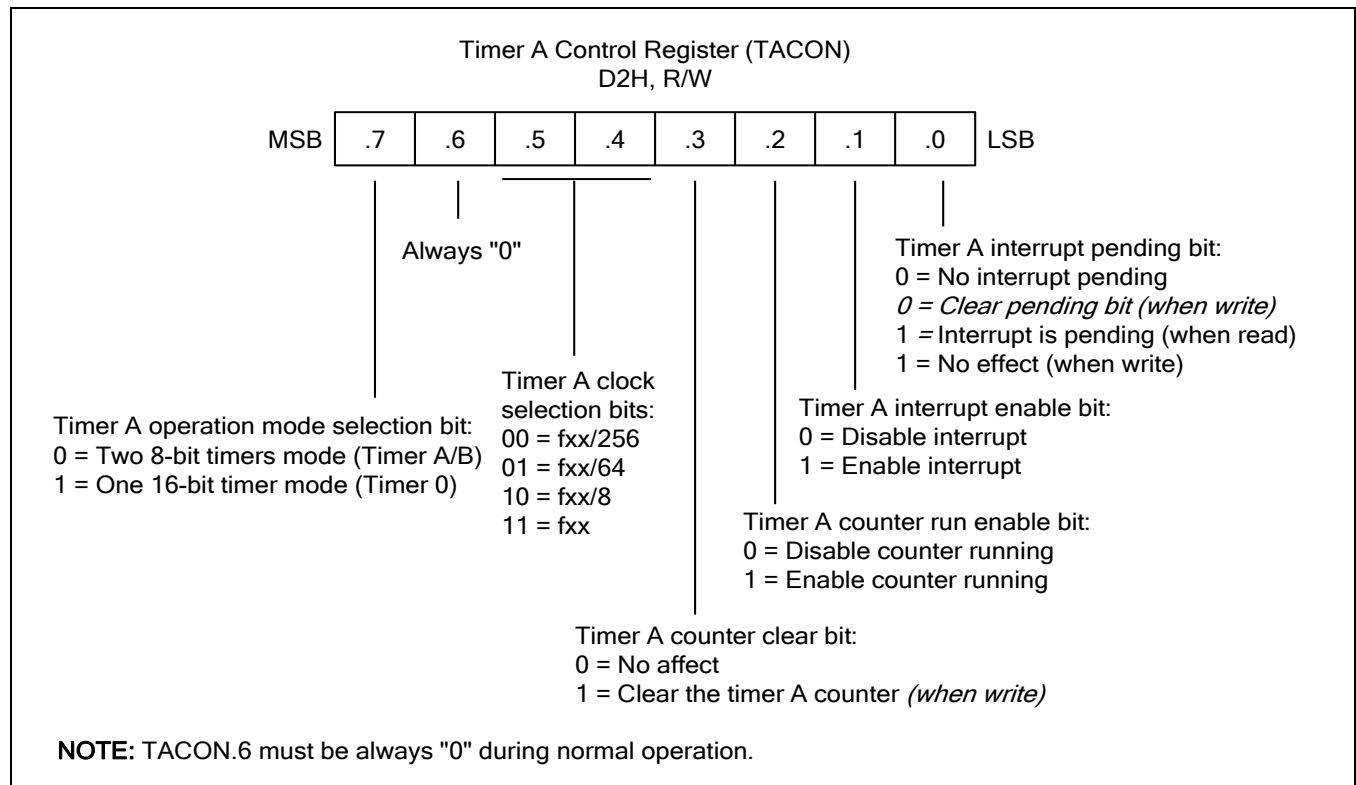 Timer A Control Register (TACON)
D2H, R/W
MSB .7 .6 .5 .4 .3 .2 .1 .0 LSB
Always "0"
Timer A interrupt pending bit:
0 = No interrupt pending
0 = Clear pending bit (when write)
1 = Interrupt is pending (when read)
1 = No effect (when write)
Timer A operation mode selection bit:
0 = Two 8-bit timers mode (Timer A/B)
1 = One 16-bit timer mode (Timer 0)
Timer A clock
selection bits:
00 = fxx/256
01 = fxx/64
10 = fxx/8
11 = fxx
Timer A interrupt enable bit:
0 = Disable interrupt
1 = Enable interrupt
Timer A counter run enable bit:
0 = Disable counter running
1 = Enable counter running
Timer A counter clear bit:
0 = No affect
1 = Clear the timer A counter (when write)
NOTE: TACON.6 must be always "0" during normal operation.